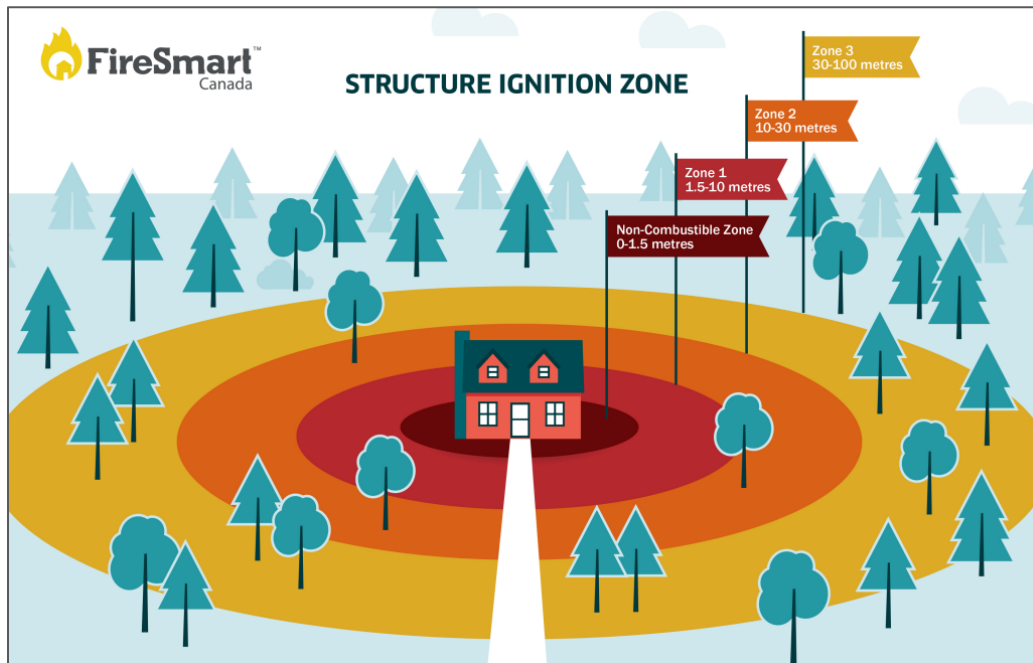 FireSmart™
Canada
STRUCTURE IGNITION ZONE
Zone 3
30-100 metres
Zone 2
10-30 metres
Zone 1
1.5-10 metres
Non-Combustible Zone
0-1.5 metres